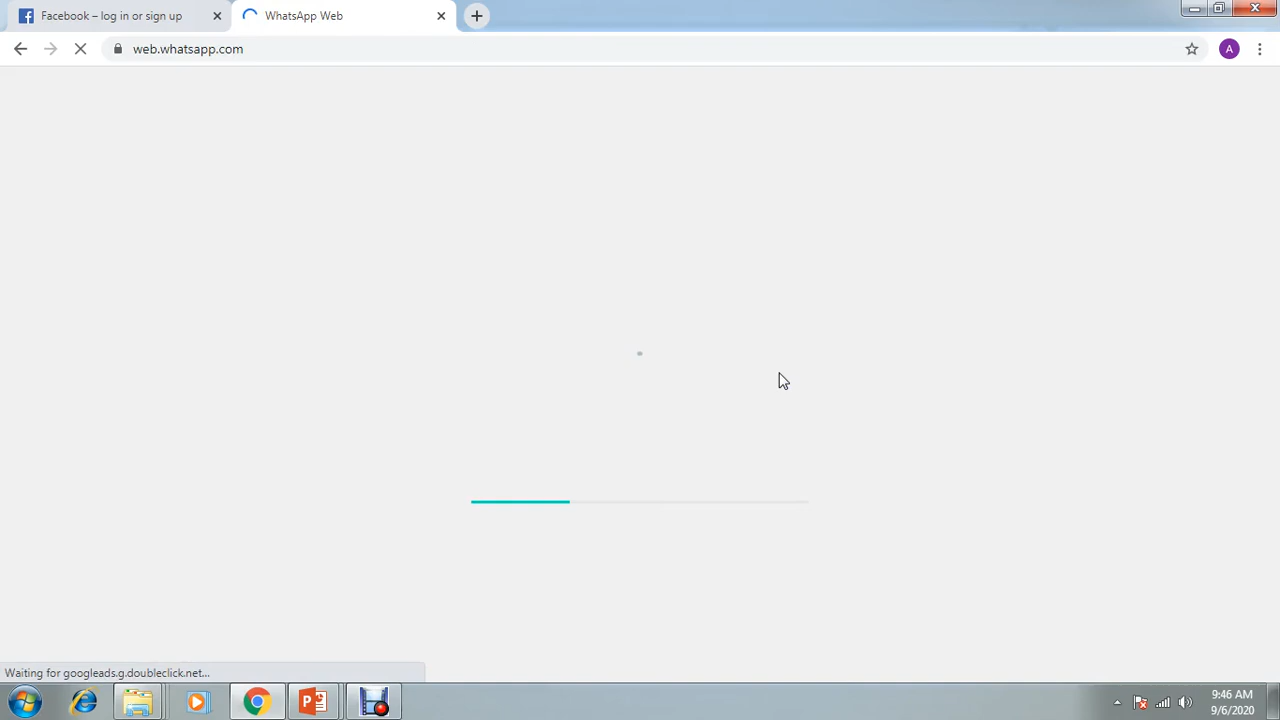 Facebook – log in or sign up
WhatsApp Web
web.whatsapp.com
A
Waiting for googleads.g.doubleclick.net...
9:46 AM
9/6/2020